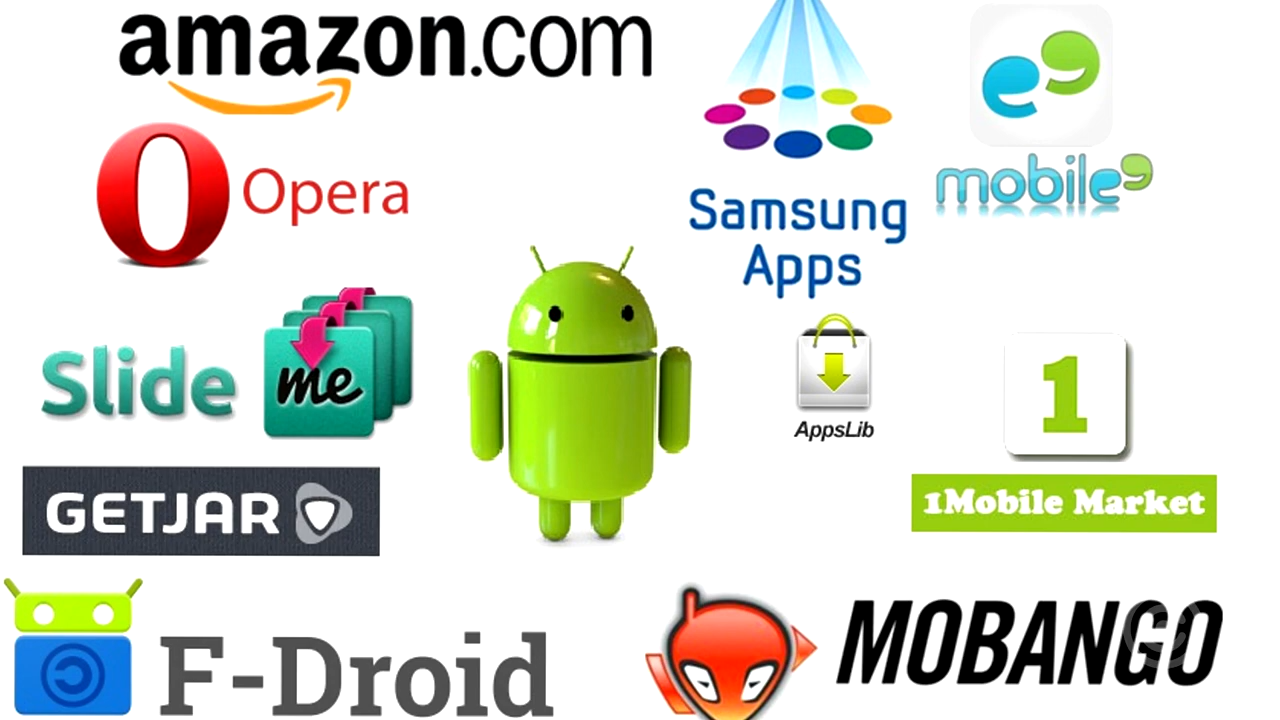 amazon.com
Opera
Samsung
Apps
mobile9
Slide
me
AppsLib
1
GETJAR
1Mobile Market
F-Droid
MOBANGO